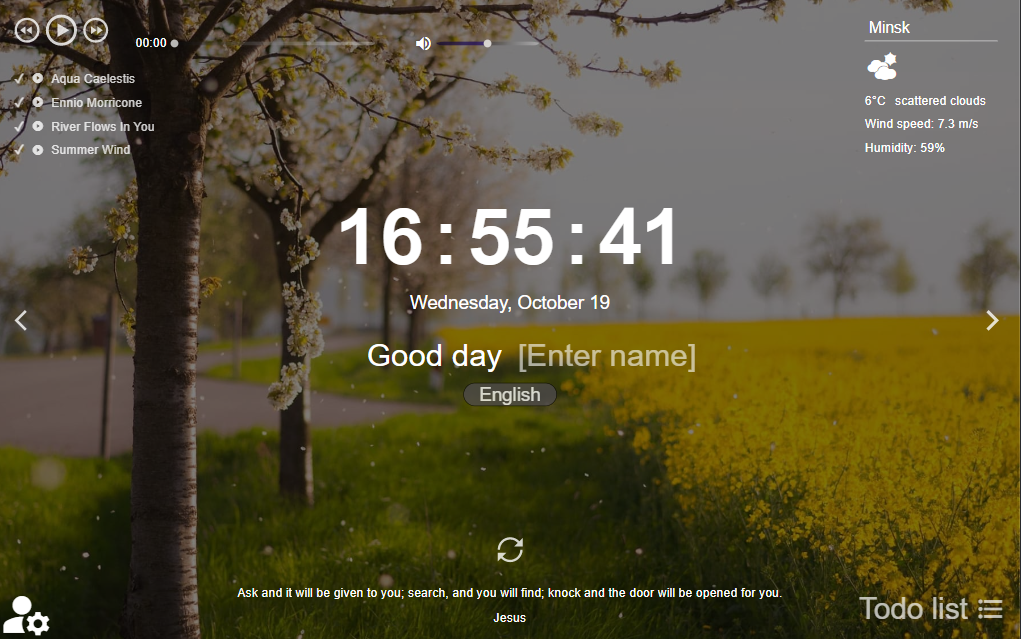 00:00
Aqua Caelestis
Ennio Morricone
River Flows In You
Summer Wind
Minsk
6°C scattered clouds
Wind speed: 7.3 m/s
Humidity: 59%
16:55:41
Wednesday, October 19
Good day [Enter name]
English
Ask and it will be given to you; search, and you will find; knock and the door will be opened for you.
Jesus
Todo list